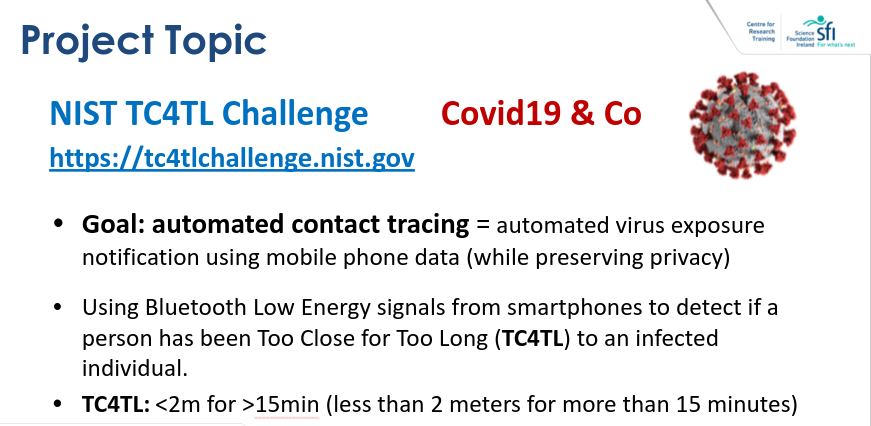 Project Topic
Centre for
Research
Training
Science
Foundation
Ireland
sfi
For what's next
NIST TC4TL Challenge
Covid19 & Co
https://tc4tlchallenge.nist.gov
• Goal: automated contact tracing = automated virus exposure
notification using mobile phone data (while preserving privacy)
• Using Bluetooth Low Energy signals from smartphones to detect if a
person has been Too Close for Too Long (TC4TL) to an infected
individual.
• TC4TL: <2m for >15min (less than 2 meters for more than 15 minutes)